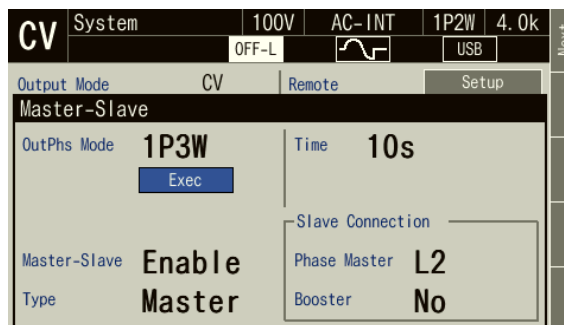 CV System 100V AC-INT 1P2W 4.0k
OFF-L USB
Output Mode CV Remote Setup
Master-Slave
OutPhs Mode 1P3W Time 10s
Exec
Slave Connection
Master-Slave Enable Phase Master L2
Type Master Booster No
Next